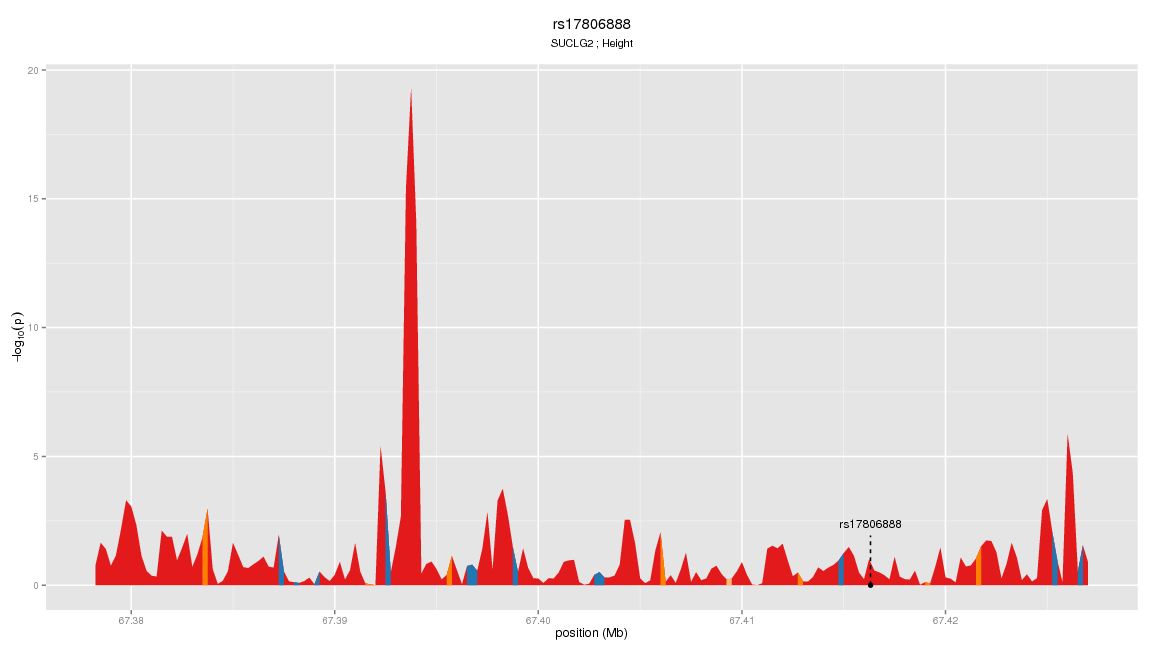 rs17806888
SUCLG2 ; Height
20
15
10
5
0
−log10(p)
rs17806888
67.38 67.39 67.40 67.41 67.42
position (Mb)